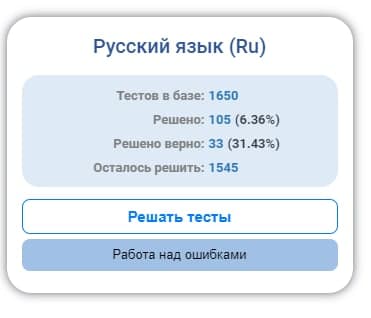 Русский язык (Ru)
Тестов в базе: 1650
Решено: 105 (6.36%)
Решено верно: 33 (31.43%)
Осталось решить: 1545
Решать тесты
Работа над ошибками